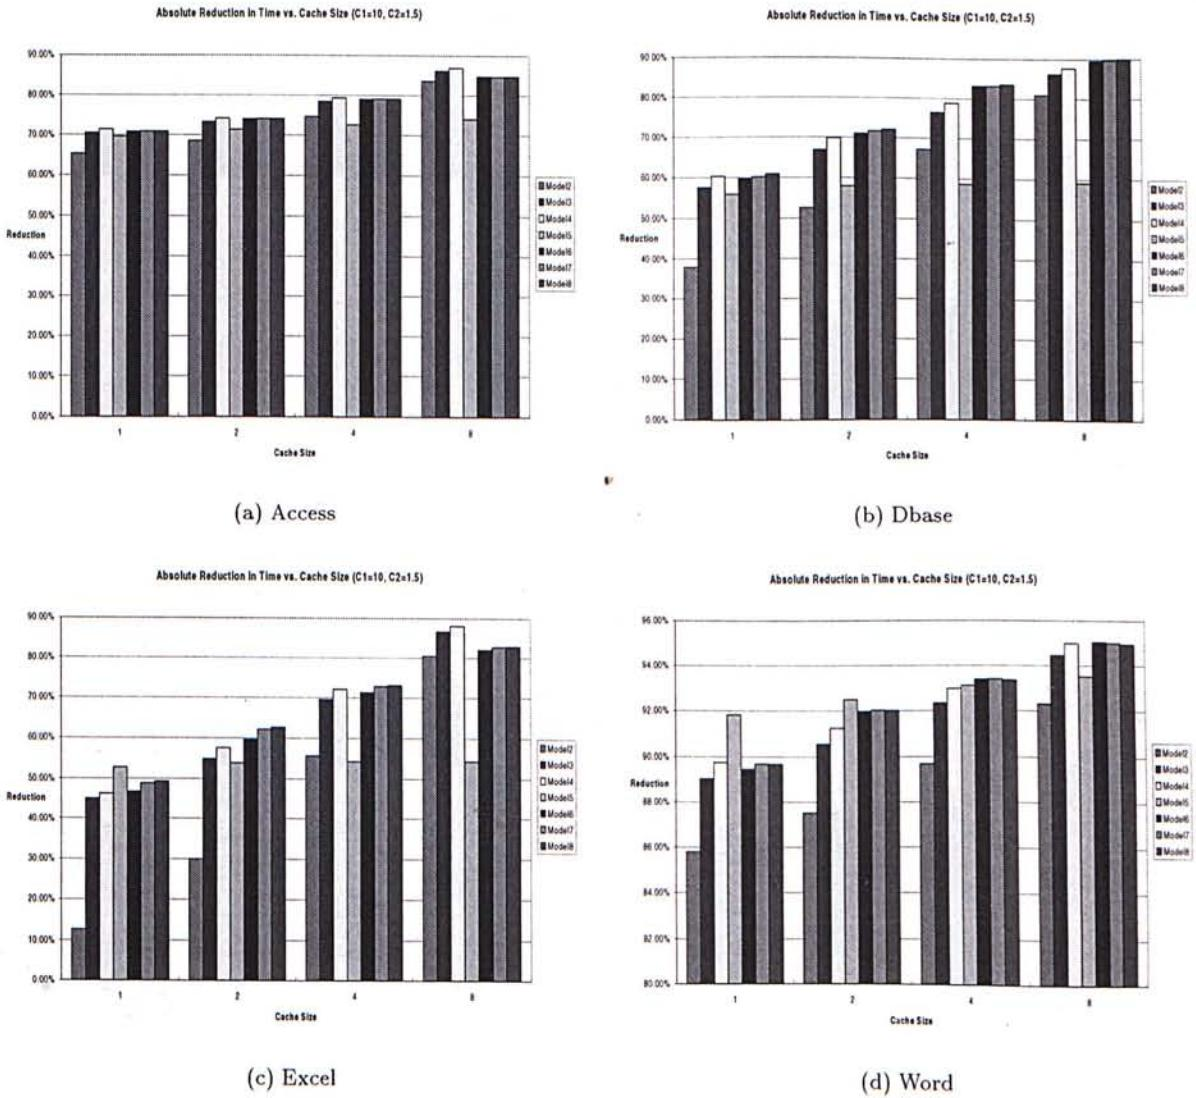 Absolute Reduction in Time vs. Cache Size (C1=10, C2=1.5)
90.00%
80.00%
70.00%
60.00%
50.00%
Reduction
40.00%
30.00%
20.00%
10.00%
0.00%
1
2
4
8
Cache Size
Model2
Model3
Model4
Model5
Model6
Model7
Model8
(a) Access
Absolute Reduction in Time vs. Cache Size (C1=10, C2=1.5)
90.00%
80.00%
70.00%
60.00%
50.00%
Reduction
40.00%
30.00%
20.00%
10.00%
0.00%
1
2
4
8
Cache Size
Model2
Model3
Model4
Model5
Model6
Model7
Model8
(b) Dbase
Absolute Reduction in Time vs. Cache Size (C1=10, C2=1.5)
90.00%
80.00%
70.00%
60.00%
50.00%
Reduction
40.00%
30.00%
20.00%
10.00%
0.00%
1
2
4
8
Cache Size
Model2
Model3
Model4
Model5
Model6
Model7
Model8
(c) Excel
Absolute Reduction in Time vs. Cache Size (C1=10, C2=1.5)
96.00%
94.00%
92.00%
90.00%
Reduction
88.00%
86.00%
84.00%
82.00%
80.00%
1
2
4
8
Cache Size
Model2
Model3
Model4
Model5
Model6
Model7
Model8
(d) Word